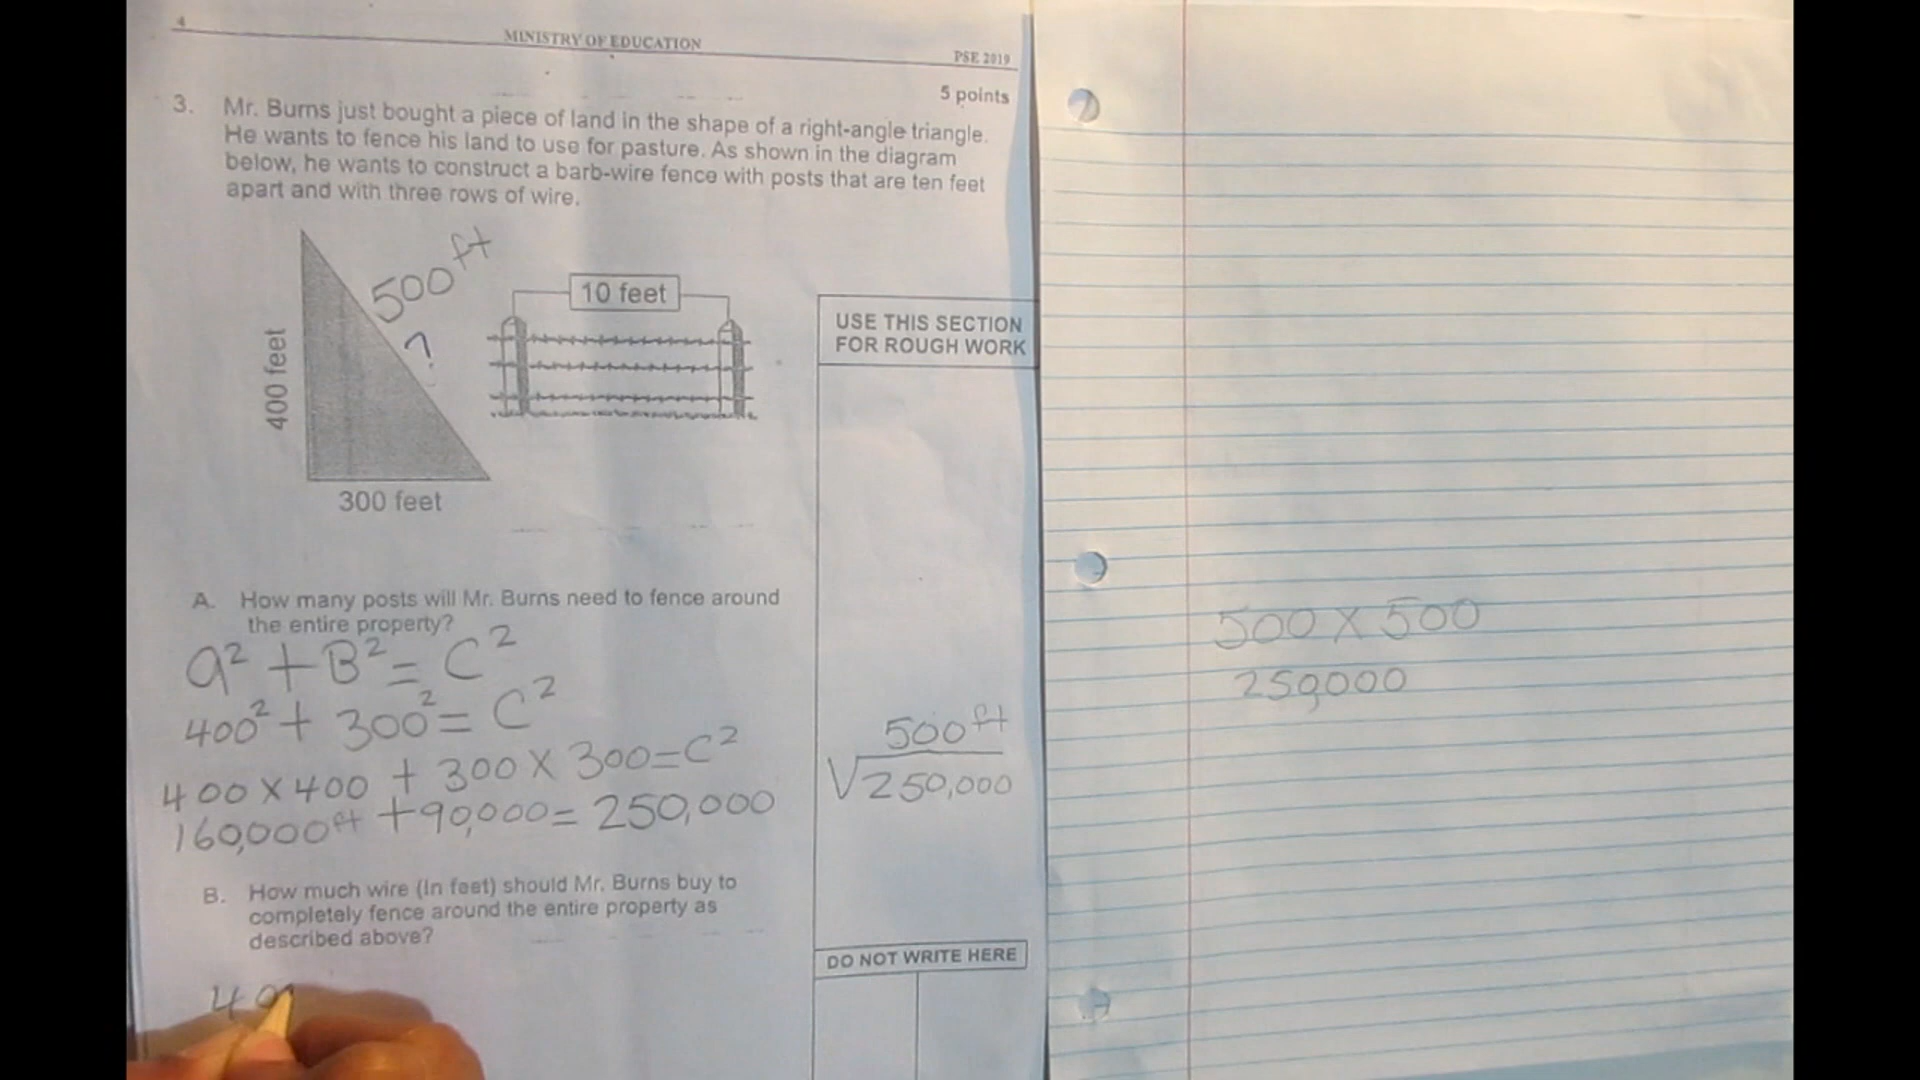 4
MINISTRY OF EDUCATION
PSE 2019
5 points
3. Mr. Burns just bought a piece of land in the shape of a right-angle triangle.
He wants to fence his land to use for pasture. As shown in the diagram
below, he wants to construct a barb-wire fence with posts that are ten feet
apart and with three rows of wire.
500 ft
?
400 feet
300 feet
10 feet
USE THIS SECTION
FOR ROUGH WORK
A. How many posts will Mr. Burns need to fence around
the entire property?
a² + B² = C²
400² + 300² = C²
400 x 400 + 300 x 300 = C²
160,000 ft + 90,000 = 250,000
500 ft
√250,000
500 x 500
250,000
B. How much wire (in feet) should Mr. Burns buy to
completely fence around the entire property as
described above?
DO NOT WRITE HERE